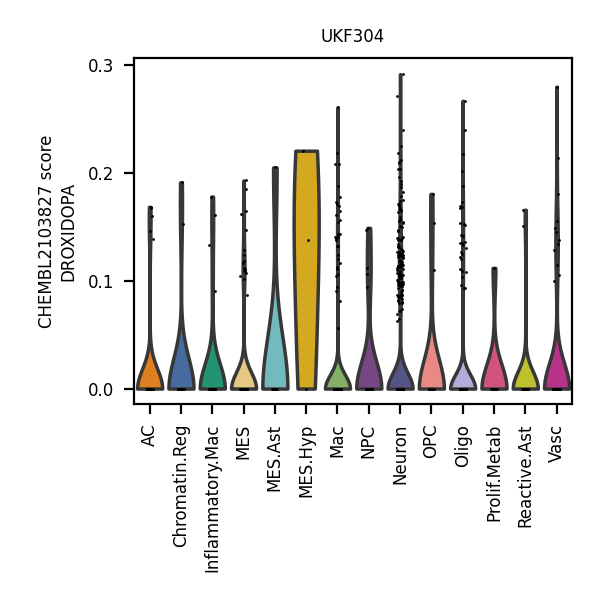 UKF304
CHEMBL2103827 score
DROXIDOPA
0.3
0.2
0.1
0.0
AC
Chromatin.Reg
Inflammatory.Mac
MES
MES.Ast
MES.Hyp
Mac
NPC
Neuron
OPC
Oligo
Prolif.Metab
Reactive.Ast
Vasc